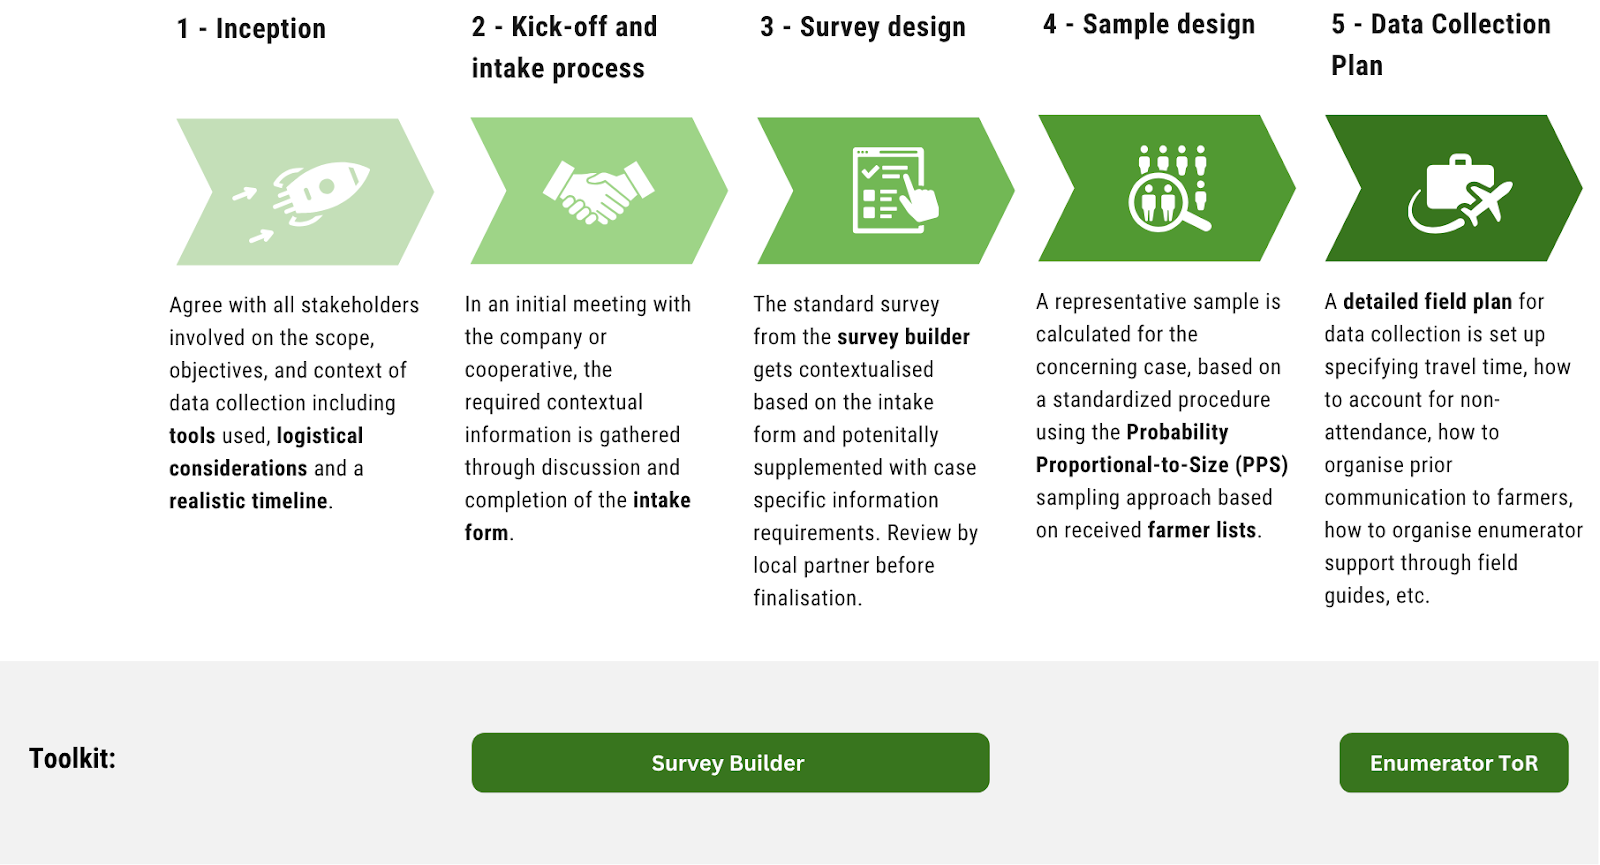 1 - Inception
Agree with all stakeholders
involved on the scope,
objectives, and context of
data collection including
tools used, logistical
considerations and a
realistic timeline.
2 - Kick-off and
intake process
In an initial meeting with
the company or
cooperative, the
required contextual
information is gathered
through discussion and
completion of the intake
form.
3 - Survey design
The standard survey
from the survey builder
gets contextualised
based on the intake
form and potenitally
supplemented with case
specific information
requirements. Review by
local partner before
finalisation.
4 - Sample design
A representative sample is
calculated for the
concerning case, based on
a standardized procedure
using the Probability
Proportional-to-Size (PPS)
sampling approach based
on received farmer lists.
5 - Data Collection
Plan
A detailed field plan for
data collection is set up
specifying travel time, how
to account for non-
attendance, how to
organise prior
communication to farmers,
how to organise enumerator
support through field
guides, etc.
Toolkit:
Survey Builder
Enumerator ToR